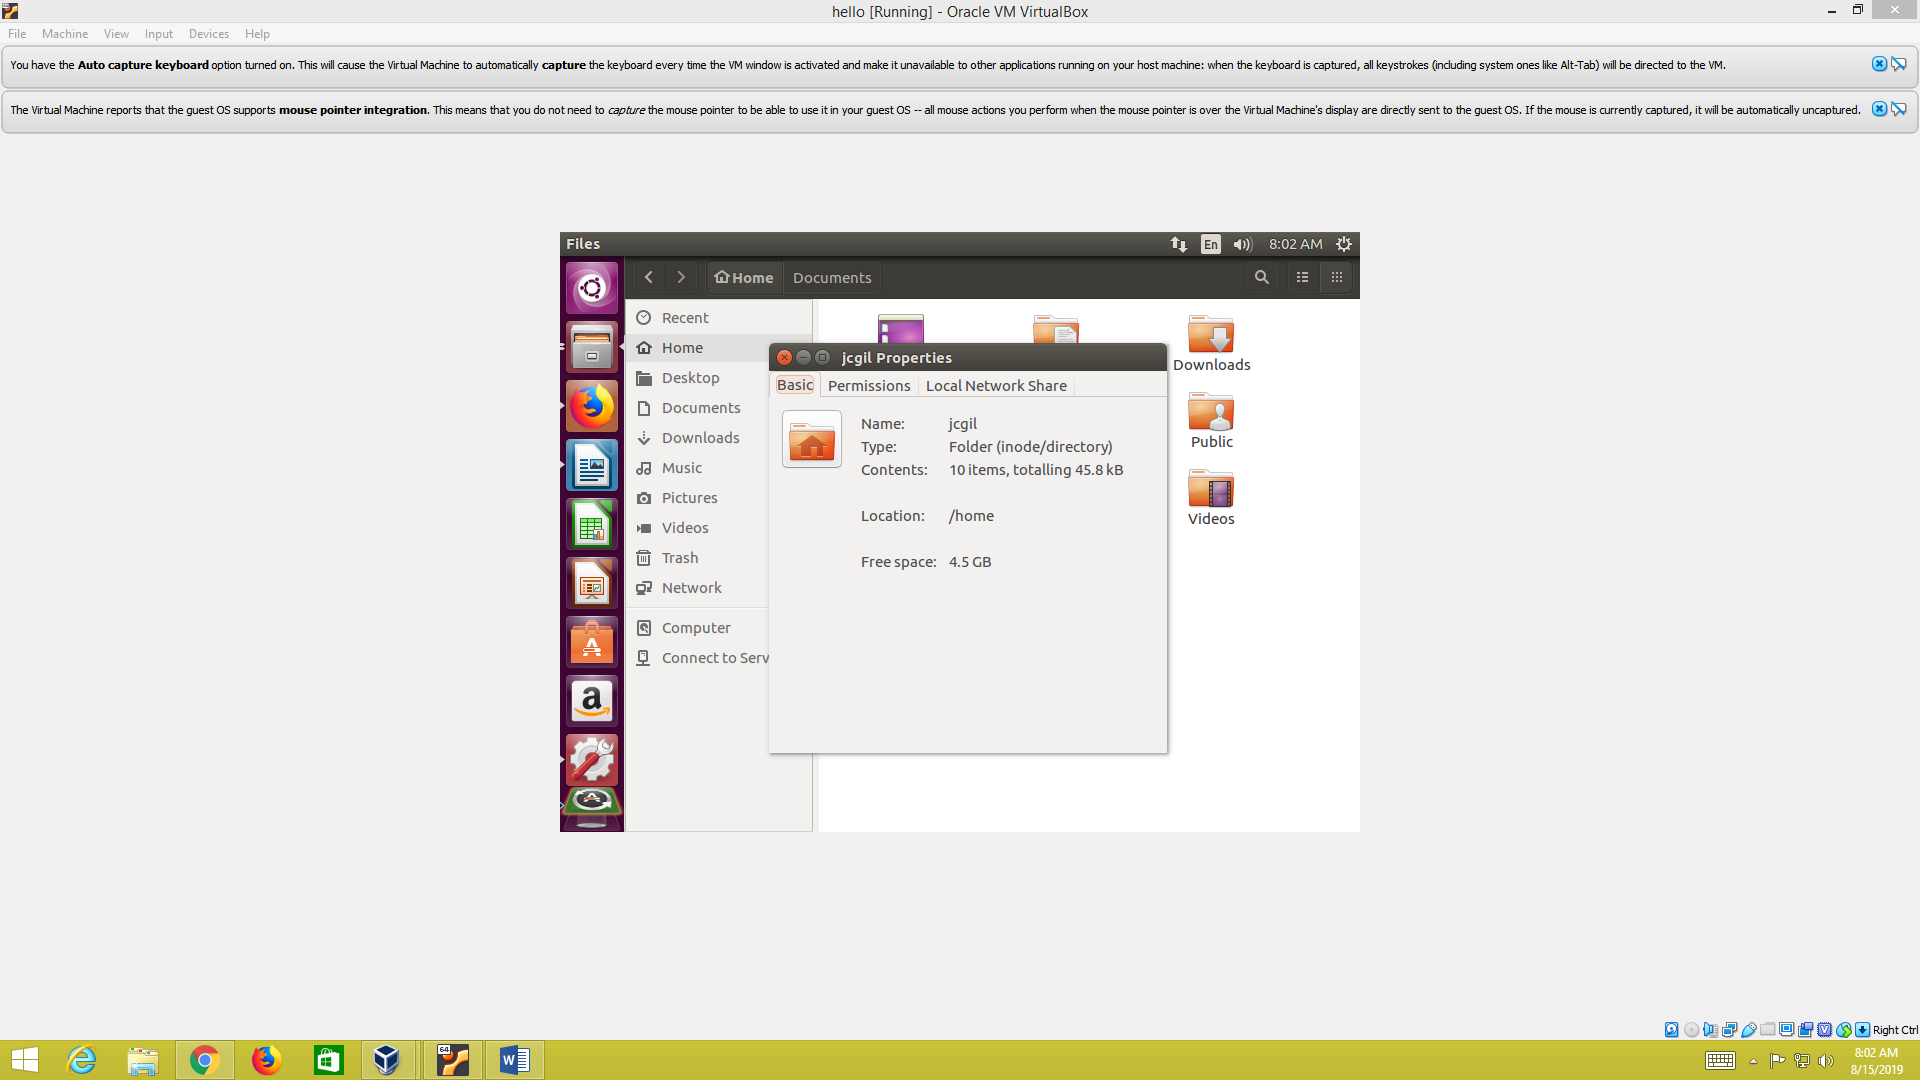 hello [Running] - Oracle VM VirtualBox
File Machine View Input Devices Help
You have the Auto capture keyboard option turned on. This will cause the Virtual Machine to automatically capture the keyboard every time the VM window is activated and make it unavailable to other applications running on your host machine: when the keyboard is captured, all keystrokes (including system ones like Alt-Tab) will be directed to the VM.
The Virtual Machine reports that the guest OS supports mouse pointer integration. This means that you do not need to capture the mouse pointer to be able to use it in your guest OS -- all mouse actions you perform when the mouse pointer is over the Virtual Machine's display are directly sent to the guest OS. If the mouse is currently captured, it will be automatically uncaptured.
Files En 8:02 AM
Home Documents
Recent
Home
Desktop
Documents
Downloads
Music
Pictures
Videos
Trash
Network
Computer
Connect to Serv
jcgil Properties
Basic Permissions Local Network Share
Name: jcgil
Type: Folder (inode/directory)
Contents: 10 items, totalling 45.8 kB
Location: /home
Free space: 4.5 GB
Downloads
Public
Videos
Right Ctrl
64
8:02 AM
8/15/2019